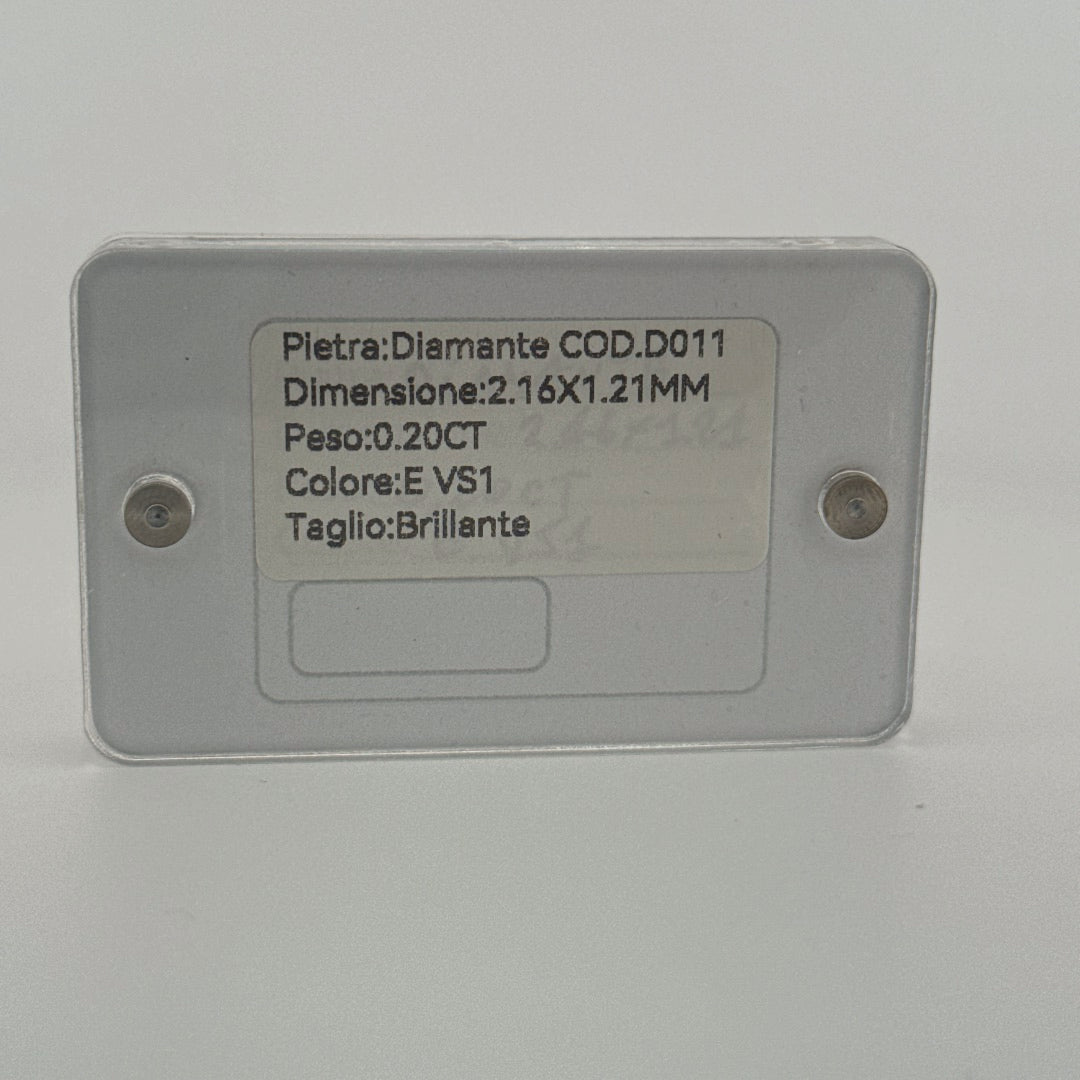 Pietra:Diamante COD.D011
Dimensione:2.16X1.21MM
Peso:0.20CT
Colore:E VS1
Taglio:Brillante